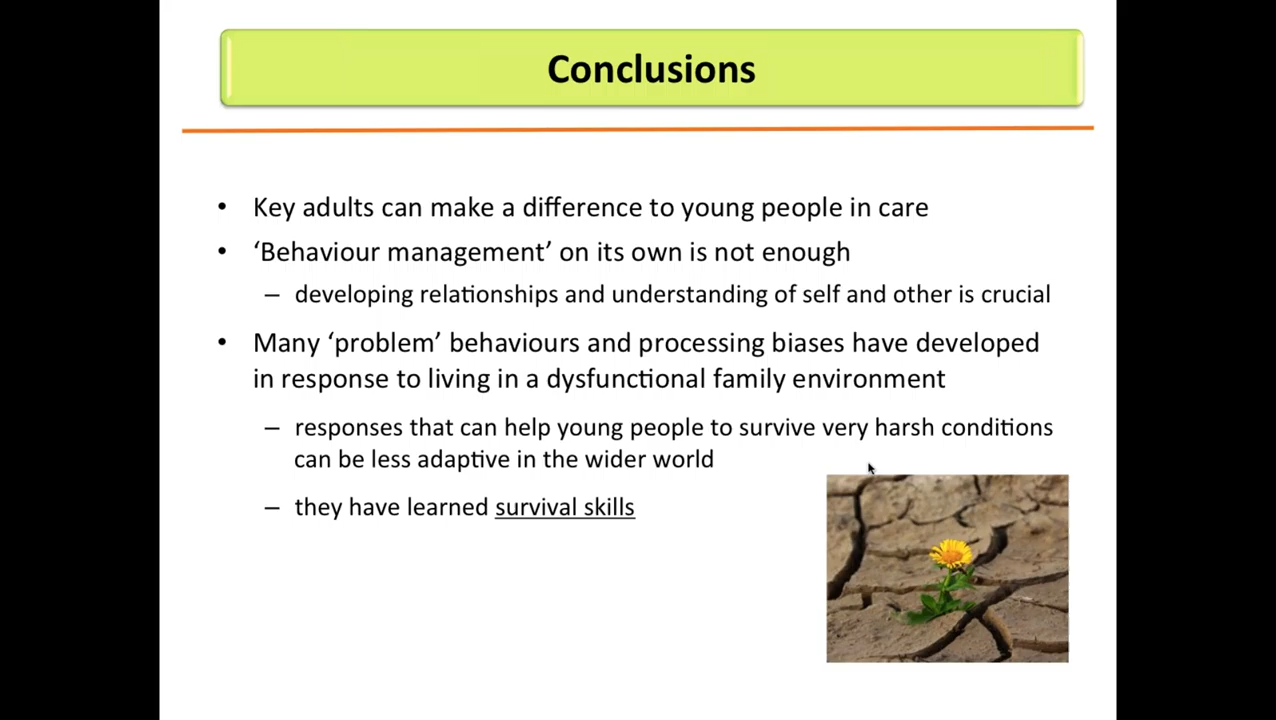 Conclusions
• Key adults can make a difference to young people in care
• ‘Behaviour management’ on its own is not enough
– developing relationships and understanding of self and other is crucial
• Many ‘problem’ behaviours and processing biases have developed
in response to living in a dysfunctional family environment
– responses that can help young people to survive very harsh conditions
can be less adaptive in the wider world
– they have learned survival skills